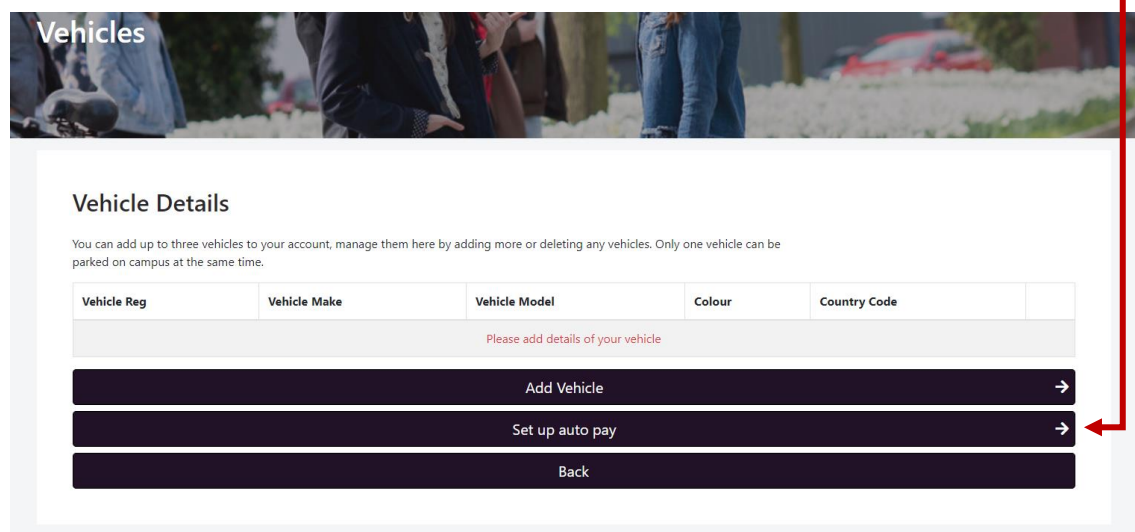 Vehicles
Vehicle Details
You can add up to three vehicles to your account, manage them here by adding more or deleting any vehicles. Only one vehicle can be
parked on campus at the same time.
Vehicle Reg Vehicle Make Vehicle Model Colour Country Code
Please add details of your vehicle
Add Vehicle
Set up auto pay
Back